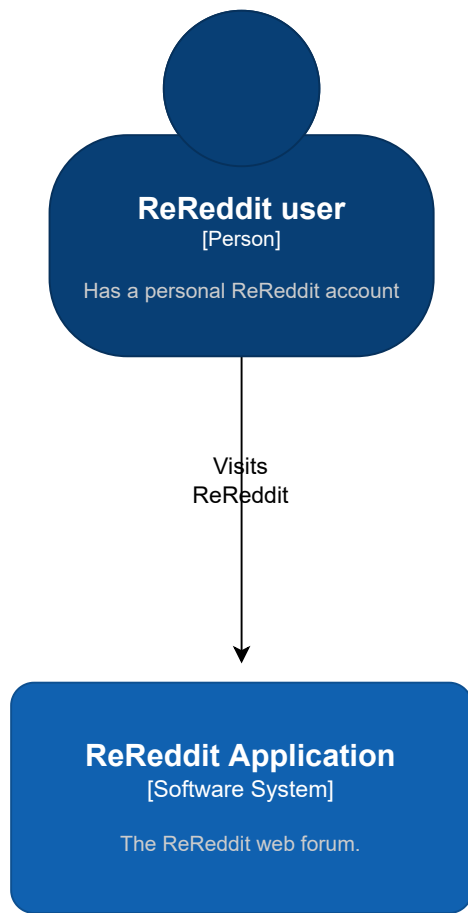 ReReddit user
[Person]
Has a personal ReReddit account
Visits
ReReddit
ReReddit Application
[Software System]
The ReReddit web forum.